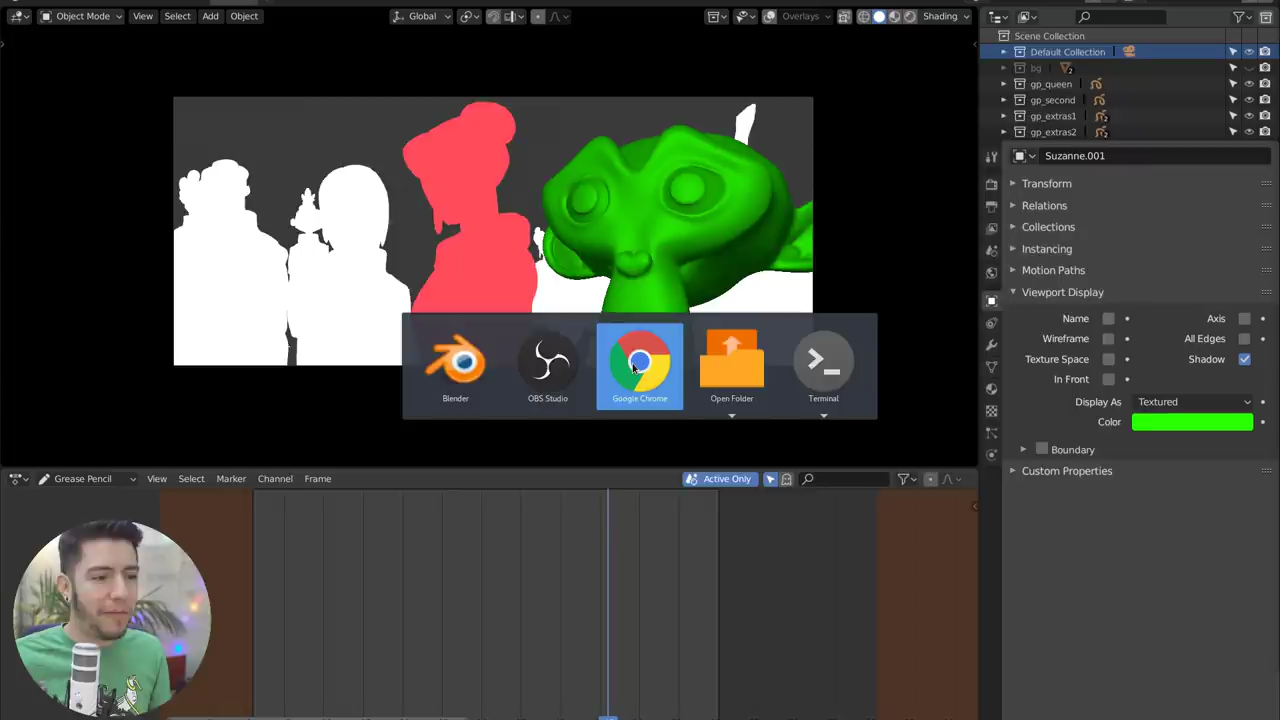 Object Mode View Select Add Object Global Overlays Shading
Scene Collection
Default Collection
bg 2
gp_queen
gp_second
gp_extras1 2
gp_extras2 2
Suzanne.001
Transform
Relations
Collections
Instancing
Motion Paths
Viewport Display
Name Axis
Wireframe All Edges
Texture Space Shadow
In Front
Display As Textured
Color
Boundary
Custom Properties
Blender OBS Studio Google Chrome Open Folder Terminal
Grease Pencil View Select Marker Channel Frame Active Only